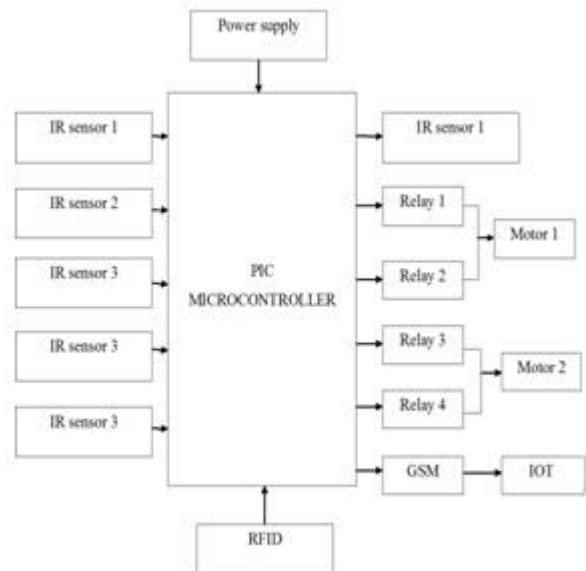 Power supply
IR sensor 1
IR sensor 1
IR sensor 2
Relay 1
Motor 1
IR sensor 3
PIC
MICROCONTROLLER
Relay 2
IR sensor 3
Relay 3
Motor 2
IR sensor 3
Relay 4
GSM
IOT
RFID